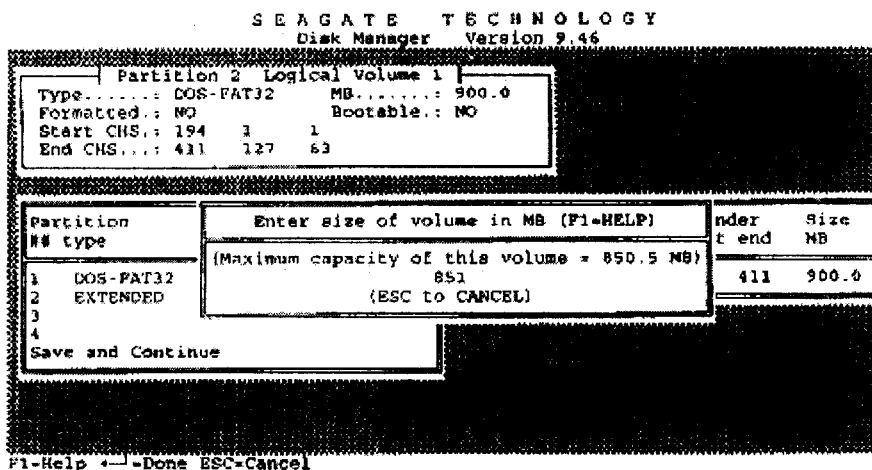 SEAGATE TECHNOLOGY
Disk Manager Version 9.46
Partition 2 Logical Volume 1
Type.......: DOS-FAT32 MB.......: 900.0
Formatted.: NO Bootable.: NO
Start CHS.: 194 1 1
End CHS...: 411 127 63
Partition
## type
Enter size of volume in MB (F1=HELP)
(Maximum capacity of this volume = 850.5 MB)
851
(ESC to CANCEL)
nder Size
t end MB
411 900.0
1 DOS-FAT32
2 EXTENDED
3
4
Save and Continue
F1-Help ←┘-Done ESC=Cancel